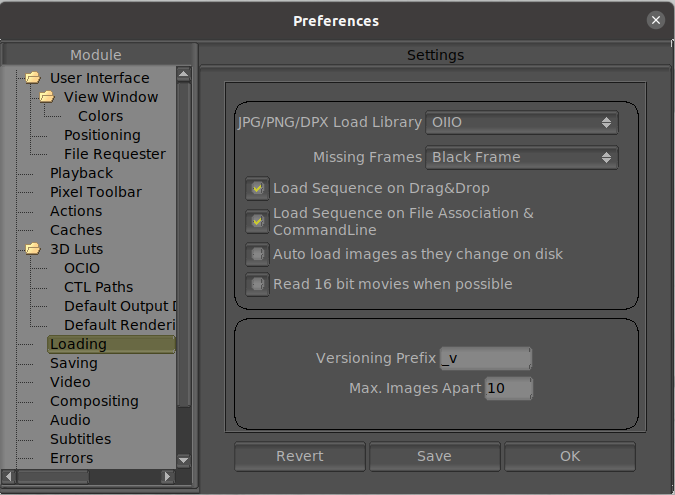 Preferences
Module
Settings
User Interface
View Window
Colors
Positioning
File Requester
Playback
Pixel Toolbar
Actions
Caches
3D Luts
OCIO
CTL Paths
Default Output D
Default Renderi
Loading
Saving
Video
Compositing
Audio
Subtitles
Errors
JPG/PNG/DPX Load Library OIIO
Missing Frames Black Frame
Load Sequence on Drag&Drop
Load Sequence on File Association &
CommandLine
Auto load images as they change on disk
Read 16 bit movies when possible
Versioning Prefix _v
Max. Images Apart 10
Revert Save OK